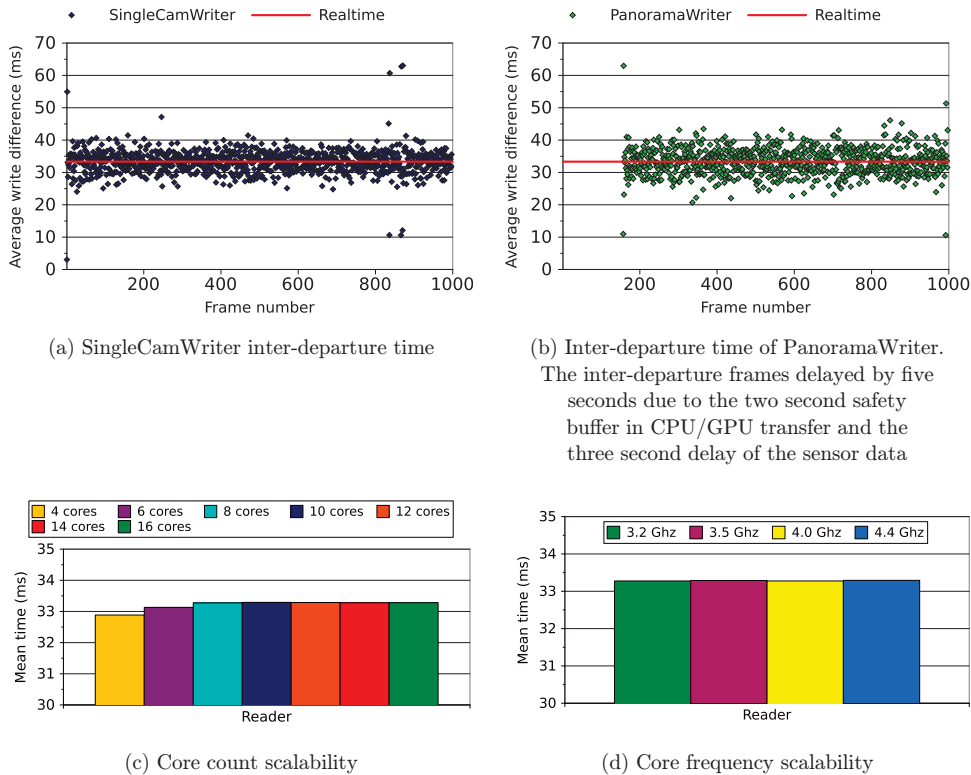 SingleCamWriter Realtime
Average write difference (ms)
70
60
50
40
30
20
10
0
200 400 600 800 1000
Frame number
(a) SingleCamWriter inter-departure time
PanoramaWriter Realtime
Average write difference (ms)
70
60
50
40
30
20
10
0
200 400 600 800 1000
Frame number
(b) Inter-departure time of PanoramaWriter.
The inter-departure frames delayed by five
seconds due to the two second safety
buffer in CPU/GPU transfer and the
three second delay of the sensor data
4 cores 6 cores 8 cores 10 cores 12 cores
14 cores 16 cores
Mean time (ms)
35
34
33
32
31
30
Reader
(c) Core count scalability
3.2 Ghz 3.5 Ghz 4.0 Ghz 4.4 Ghz
Mean time (ms)
35
34
33
32
31
30
Reader
(d) Core frequency scalability